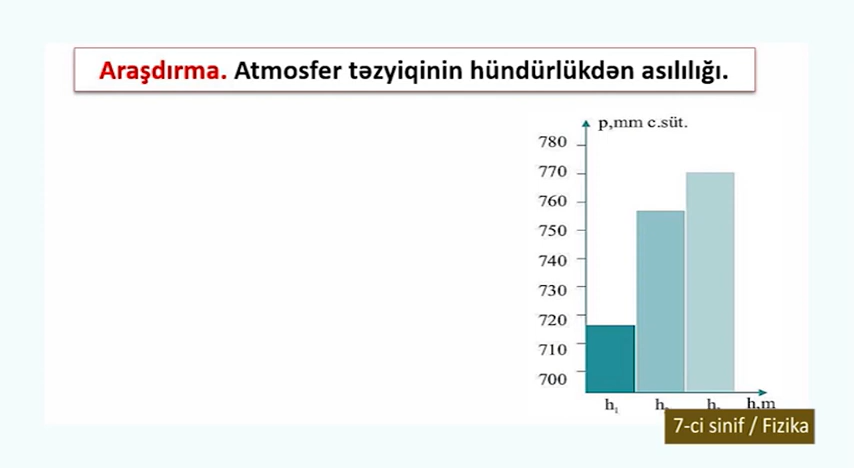 Araşdırma. Atmosfer təzyiqinin hündürlükdən asılılığı.
p,mm c.süt.
780
770
760
750
740
730
720
710
700
h₁ h₂ h, h,m
7-ci sinif / Fizika